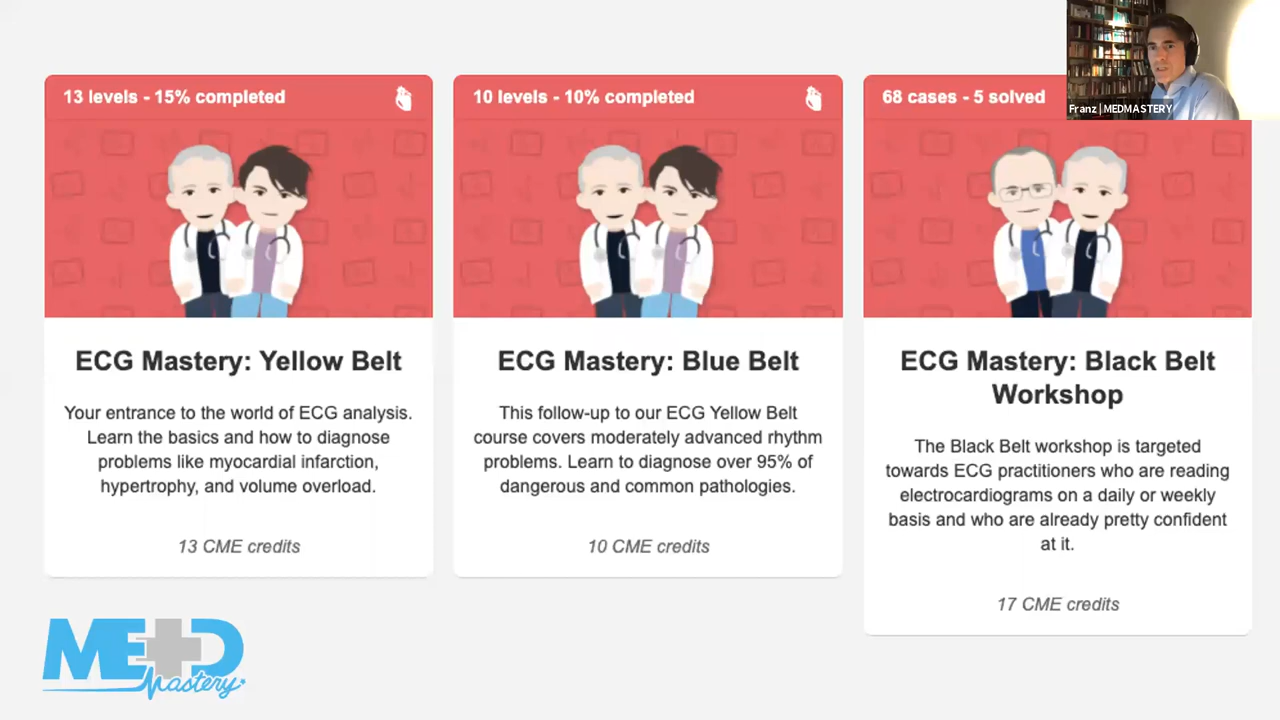 13 levels - 15% completed
10 levels - 10% completed
68 cases - 5 solved
Franz | MEDMASTERY
ECG Mastery: Yellow Belt
Your entrance to the world of ECG analysis.
Learn the basics and how to diagnose
problems like myocardial infarction,
hypertrophy, and volume overload.
13 CME credits
ECG Mastery: Blue Belt
This follow-up to our ECG Yellow Belt
course covers moderately advanced rhythm
problems. Learn to diagnose over 95% of
dangerous and common pathologies.
10 CME credits
ECG Mastery: Black Belt
Workshop
The Black Belt workshop is targeted
towards ECG practitioners who are reading
electrocardiograms on a daily or weekly
basis and who are already pretty confident
at it.
17 CME credits
MED
Mastery